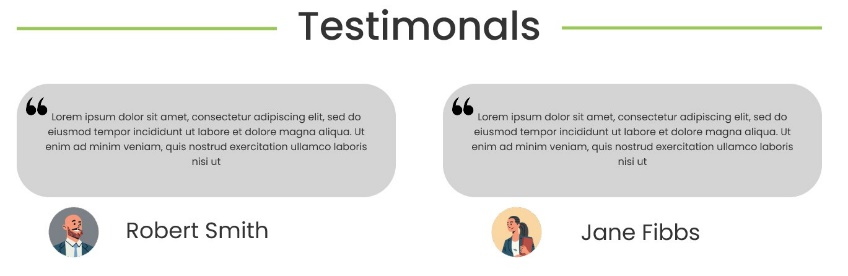 Testimonals
“ Lorem ipsum dolor sit amet, consectetur adipiscing elit, sed do
eiusmod tempor incididunt ut labore et dolore magna aliqua. Ut
enim ad minim veniam, quis nostrud exercitation ullamco laboris
nisi ut
Robert Smith
“ Lorem ipsum dolor sit amet, consectetur adipiscing elit, sed do
eiusmod tempor incididunt ut labore et dolore magna aliqua. Ut
enim ad minim veniam, quis nostrud exercitation ullamco laboris
nisi ut
Jane Fibbs